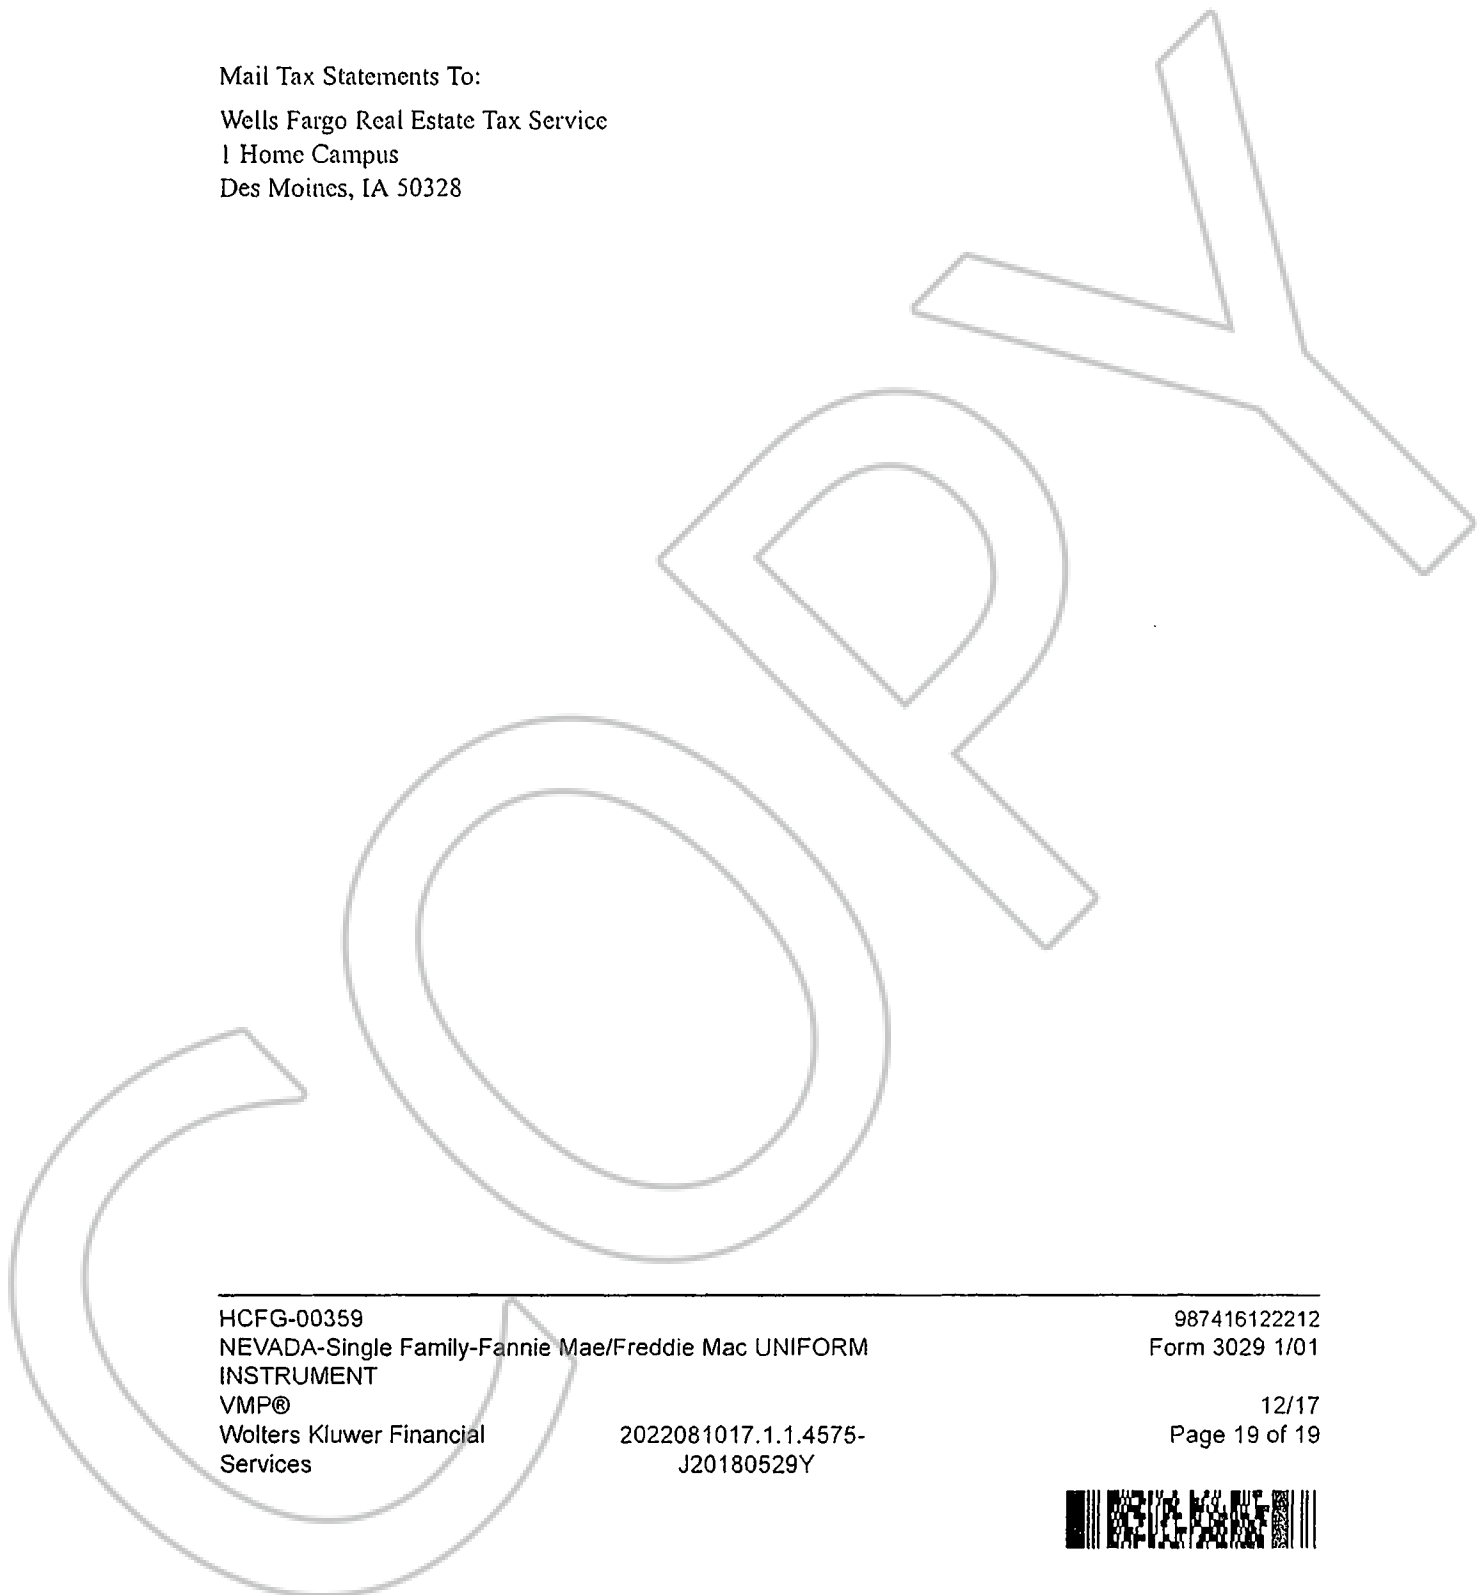 Mail Tax Statements To:
Wells Fargo Real Estate Tax Service
1 Home Campus
Des Moines, IA 50328
COPY
HCFG-00359 987416122212
NEVADA-Single Family-Fannie Mae/Freddie Mac UNIFORM Form 3029 1/01
INSTRUMENT
VMP® 12/17
Wolters Kluwer Financial 2022081017.1.1.4575- Page 19 of 19
Services J20180529Y